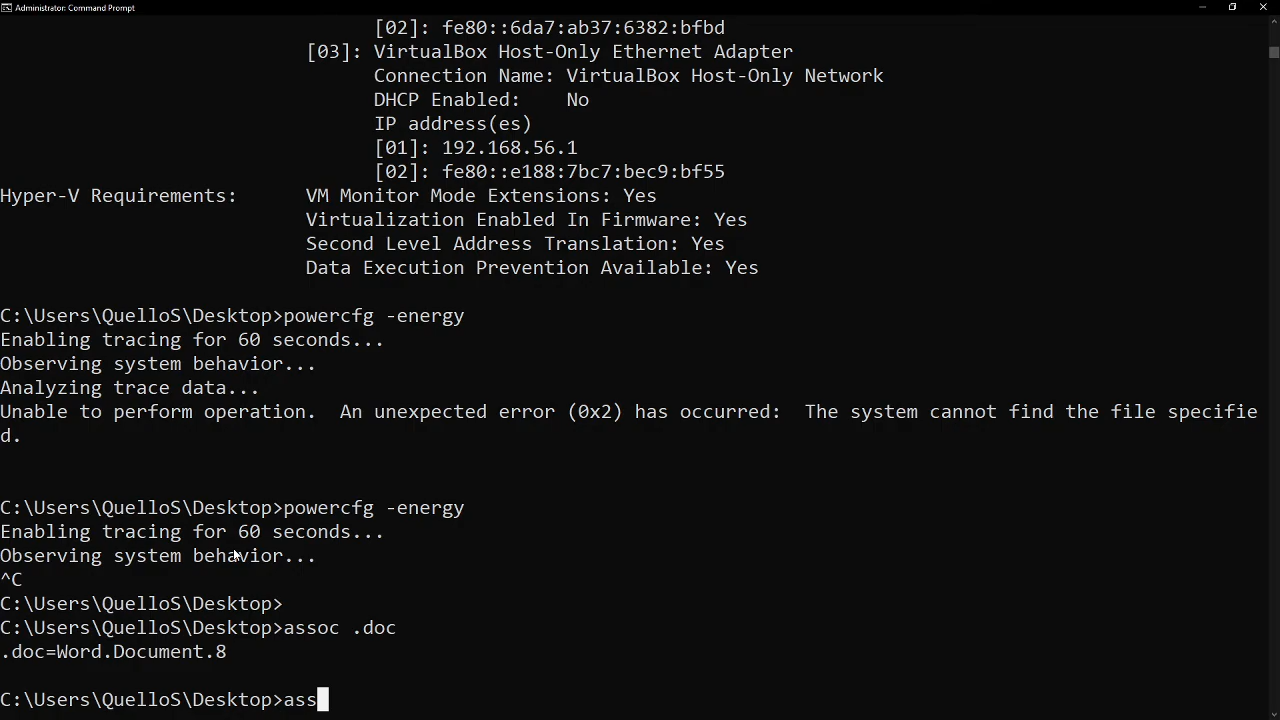 Administrator: Command Prompt
[02]: fe80::6da7:ab37:6382:bfbd
[03]: VirtualBox Host-Only Ethernet Adapter
Connection Name: VirtualBox Host-Only Network
DHCP Enabled:    No
IP address(es)
[01]: 192.168.56.1
[02]: fe80::e188:7bc7:bec9:bf55
Hyper-V Requirements:      VM Monitor Mode Extensions: Yes
Virtualization Enabled In Firmware: Yes
Second Level Address Translation: Yes
Data Execution Prevention Available: Yes
C:\Users\QuelloS\Desktop>powercfg -energy
Enabling tracing for 60 seconds...
Observing system behavior...
Analyzing trace data...
Unable to perform operation.  An unexpected error (0x2) has occurred:  The system cannot find the file specifie
d.
C:\Users\QuelloS\Desktop>powercfg -energy
Enabling tracing for 60 seconds...
Observing system behavior...
^C
C:\Users\QuelloS\Desktop>
C:\Users\QuelloS\Desktop>assoc .doc
.doc=Word.Document.8
C:\Users\QuelloS\Desktop>ass